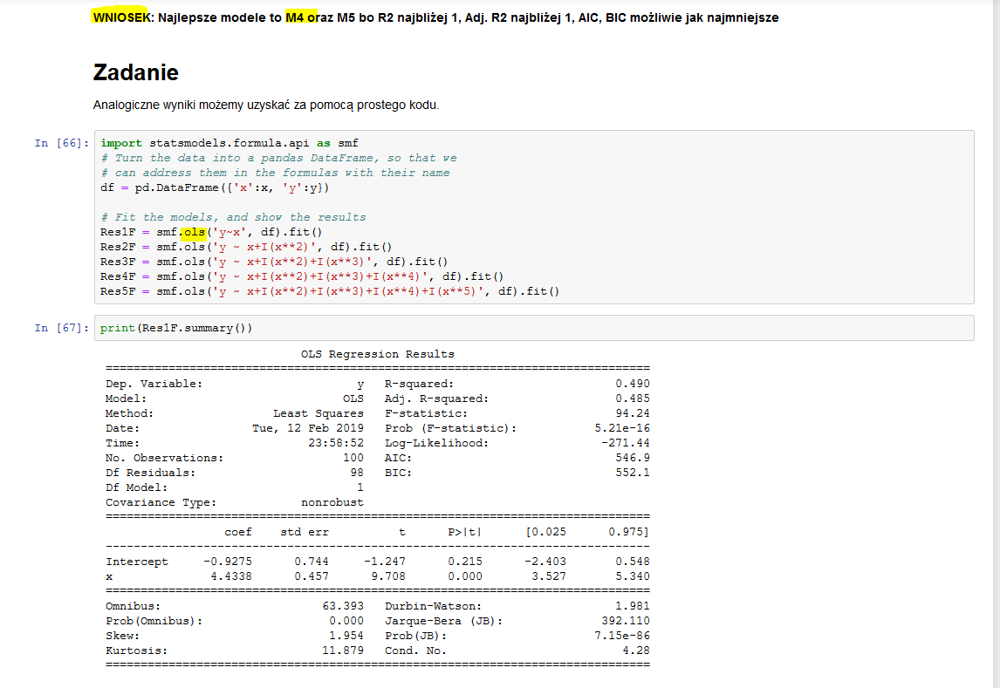 WNIOSEK: Najlepsze modele to M4 oraz M5 bo R2 najbliżej 1, Adj. R2 najbliżej 1, AIC, BIC możliwie jak najmniejsze
Zadanie
Analogiczne wyniki możemy uzyskać za pomocą prostego kodu.
In [66]: import statsmodels.formula.api as smf
# Turn the data into a pandas DataFrame, so that we
# can address them in the formulas with their name
df = pd.DataFrame({'x':x, 'y':y})
# Fit the models, and show the results
Res1F = smf.ols('y~x', df).fit()
Res2F = smf.ols('y ~ x+I(x**2)', df).fit()
Res3F = smf.ols('y ~ x+I(x**2)+I(x**3)', df).fit()
Res4F = smf.ols('y ~ x+I(x**2)+I(x**3)+I(x**4)', df).fit()
Res5F = smf.ols('y ~ x+I(x**2)+I(x**3)+I(x**4)+I(x**5)', df).fit()
In [67]: print(Res1F.summary())
OLS Regression Results
==============================================================================
Dep. Variable: y R-squared: 0.490
Model: OLS Adj. R-squared: 0.485
Method: Least Squares F-statistic: 94.24
Date: Tue, 12 Feb 2019 Prob (F-statistic): 5.21e-16
Time: 23:58:52 Log-Likelihood: -271.44
No. Observations: 100 AIC: 546.9
Df Residuals: 98 BIC: 552.1
Df Model: 1
Covariance Type: nonrobust
==============================================================================
coef std err t P>|t| [0.025 0.975]
------------------------------------------------------------------------------
Intercept -0.9275 0.744 -1.247 0.215 -2.403 0.548
x 4.4338 0.457 9.708 0.000 3.527 5.340
==============================================================================
Omnibus: 63.393 Durbin-Watson: 1.981
Prob(Omnibus): 0.000 Jarque-Bera (JB): 392.110
Skew: 1.954 Prob(JB): 7.15e-86
Kurtosis: 11.879 Cond. No. 4.28
==============================================================================